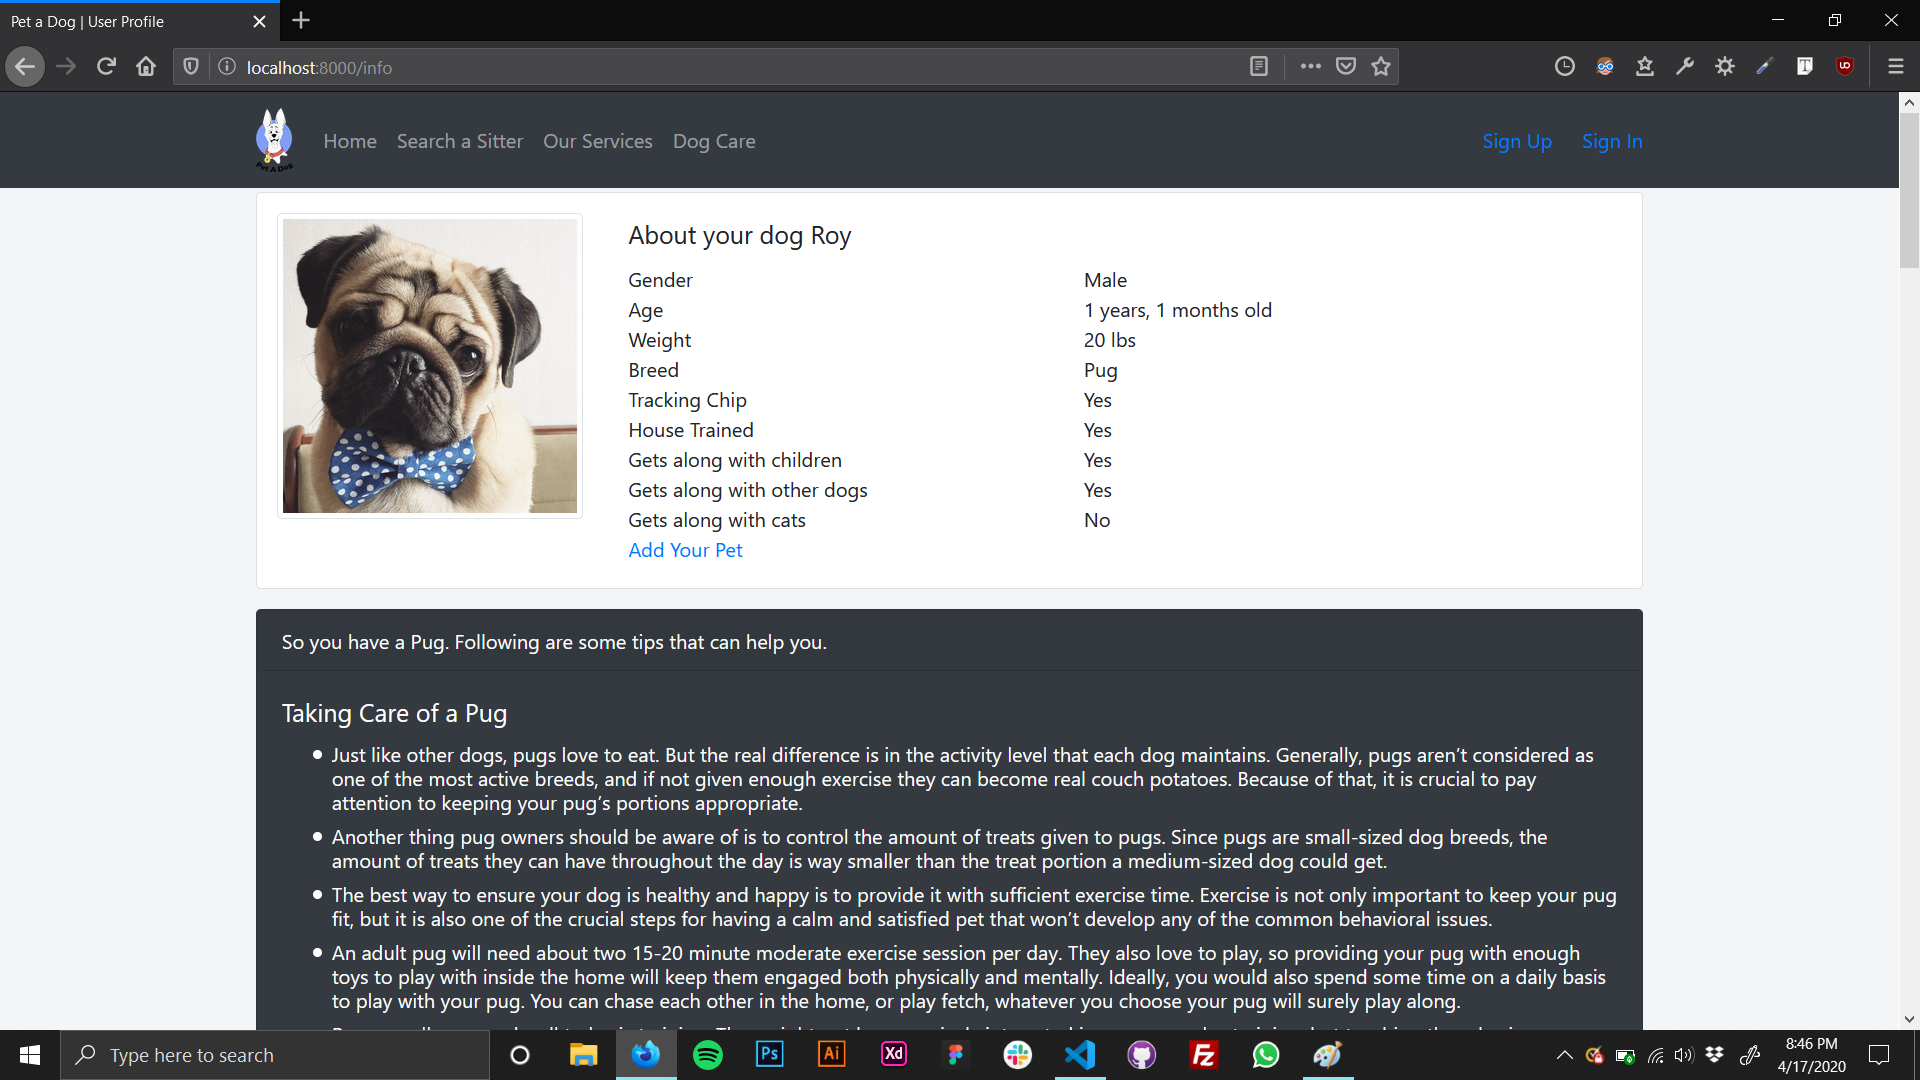 Pet a Dog | User Profile
localhost:8000/info
Pet A Dog
Home Search a Sitter Our Services Dog Care Sign Up Sign In
About your dog Roy
Gender Male
Age 1 years, 1 months old
Weight 20 lbs
Breed Pug
Tracking Chip Yes
House Trained Yes
Gets along with children Yes
Gets along with other dogs Yes
Gets along with cats No
Add Your Pet
So you have a Pug. Following are some tips that can help you.
Taking Care of a Pug
Just like other dogs, pugs love to eat. But the real difference is in the activity level that each dog maintains. Generally, pugs aren’t considered as
one of the most active breeds, and if not given enough exercise they can become real couch potatoes. Because of that, it is crucial to pay
attention to keeping your pug’s portions appropriate.
Another thing pug owners should be aware of is to control the amount of treats given to pugs. Since pugs are small-sized dog breeds, the
amount of treats they can have throughout the day is way smaller than the treat portion a medium-sized dog could get.
The best way to ensure your dog is healthy and happy is to provide it with sufficient exercise time. Exercise is not only important to keep your pug
fit, but it is also one of the crucial steps for having a calm and satisfied pet that won’t develop any of the common behavioral issues.
An adult pug will need about two 15-20 minute moderate exercise session per day. They also love to play, so providing your pug with enough
toys to play with inside the home will keep them engaged both physically and mentally. Ideally, you would also spend some time on a daily basis
to play with your pug. You can chase each other in the home, or play fetch, whatever you choose your pug will surely play along.
Type here to search
Ps
Ai
Xd
Fz
8:46 PM
4/17/2020